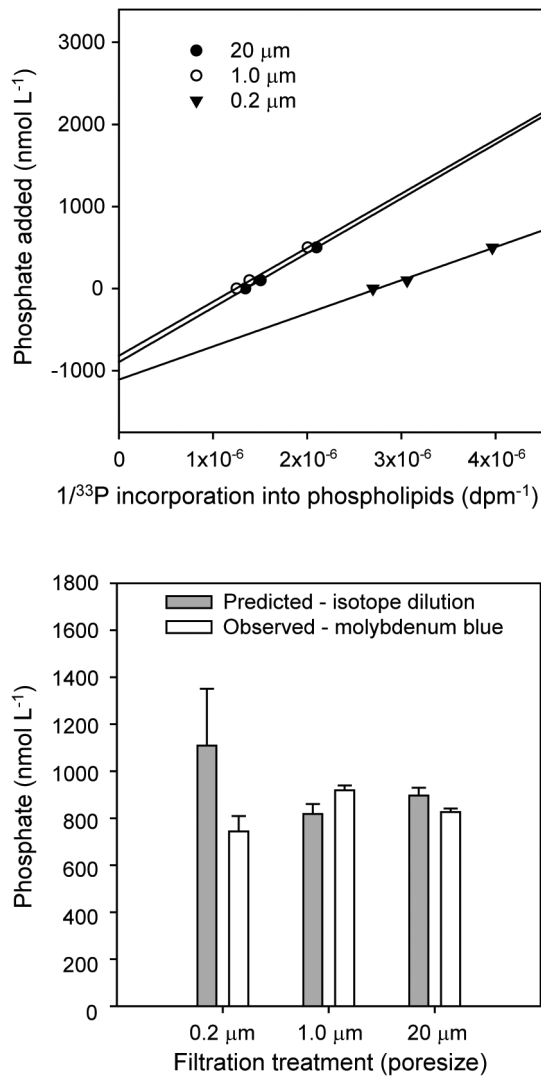 3000
2000
1000
0
-1000
Phosphate added (nmol L⁻¹)
20 µm
1.0 µm
0.2 µm
0 1x10⁻⁶ 2x10⁻⁶ 3x10⁻⁶ 4x10⁻⁶
1/³³P incorporation into phospholipids (dpm⁻¹)
1800
1600
1400
1200
1000
800
600
400
200
0
Phosphate (nmol L⁻¹)
Predicted - isotope dilution
Observed - molybdenum blue
0.2 µm 1.0 µm 20 µm
Filtration treatment (poresize)